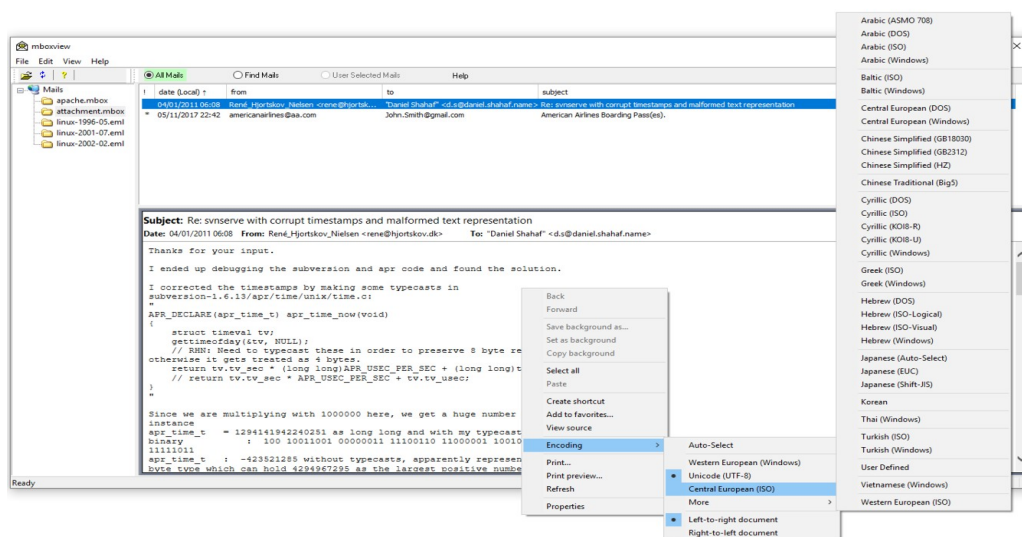 mboxview
File Edit View Help
All Mails Find Mails User Selected Mails Help
Mails
apache.mbox
attachment.mbox
linux-1996-05.eml
linux-2001-07.eml
linux-2002-02.eml
! date (Local) ↑ from to subject
04/01/2011 06:08 René_Hjortskov_Nielsen <rene@hjortsk... "Daniel Shahaf" <d.s@daniel.shahaf.name> Re: svnserve with corrupt timestamps and malformed text representation
* 05/11/2017 22:42 americanairlines@aa.com John.Smith@gmail.com American Airlines Boarding Pass(es).
Subject: Re: svnserve with corrupt timestamps and malformed text representation
Date: 04/01/2011 06:08 From: René_Hjortskov_Nielsen <rene@hjortskov.dk> To: "Daniel Shahaf" <d.s@daniel.shahaf.name>
Thanks for your input.
I ended up debugging the subversion and apr code and found the solution.
I corrected the timestamps by making some typecasts in
subversion-1.6.13/apr/time/unix/time.c:
"
APR_DECLARE(apr_time_t) apr_time_now(void)
{
struct timeval tv;
gettimeofday(&tv, NULL);
// RHN: Need to typecast these in order to preserve 8 byte re
otherwise it gets treated as 4 bytes.
return tv.tv_sec * (long long)APR_USEC_PER_SEC + (long long)t
// return tv.tv_sec * APR_USEC_PER_SEC + tv.tv_usec;
}
"
Since we are multiplying with 1000000 here, we get a huge number
instance
apr_time_t = 1294141942240251 as long long and with my typecast
binary : 100 10011001 00000011 11100110 11000001 10010
11111011
apr_time_t : -423521285 without typecasts, apparently represen
byte type which can hold 4294967295 as the largest positive numbe
Ready
Back
Forward
Save background as...
Set as background
Copy background
Select all
Paste
Create shortcut
Add to favorites...
View source
Encoding >
Print...
Print preview...
Refresh
Properties
Auto-Select
Western European (Windows)
Unicode (UTF-8)
Central European (ISO)
More >
Left-to-right document
Right-to-left document
Arabic (ASMO 708)
Arabic (DOS)
Arabic (ISO)
Arabic (Windows)
Baltic (ISO)
Baltic (Windows)
Central European (DOS)
Central European (Windows)
Chinese Simplified (GB18030)
Chinese Simplified (GB2312)
Chinese Simplified (HZ)
Chinese Traditional (Big5)
Cyrillic (DOS)
Cyrillic (ISO)
Cyrillic (KOI8-R)
Cyrillic (KOI8-U)
Cyrillic (Windows)
Greek (ISO)
Greek (Windows)
Hebrew (DOS)
Hebrew (ISO-Logical)
Hebrew (ISO-Visual)
Hebrew (Windows)
Japanese (Auto-Select)
Japanese (EUC)
Japanese (Shift-JIS)
Korean
Thai (Windows)
Turkish (ISO)
Turkish (Windows)
User Defined
Vietnamese (Windows)
Western European (ISO)